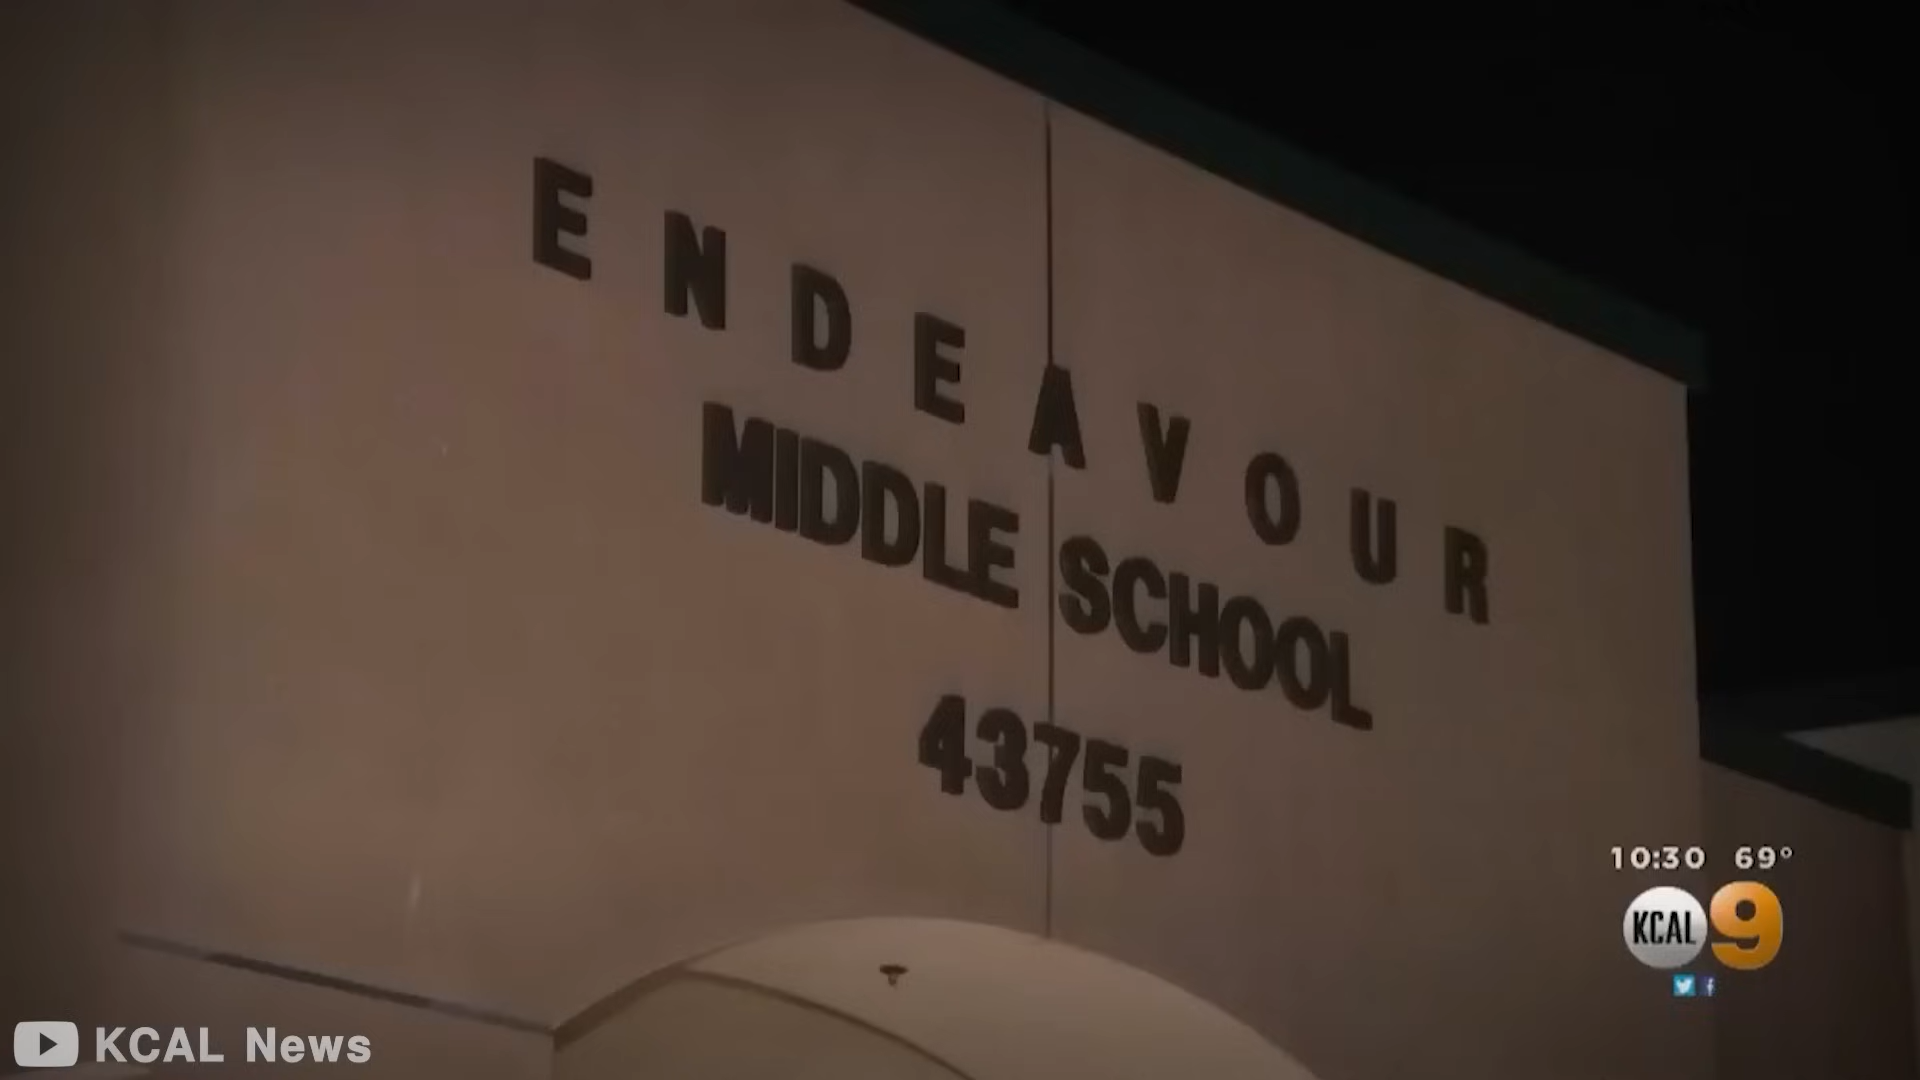 ENDEAVOUR
MIDDLE SCHOOL
43755
10:30 69°
KCAL 9
KCAL News